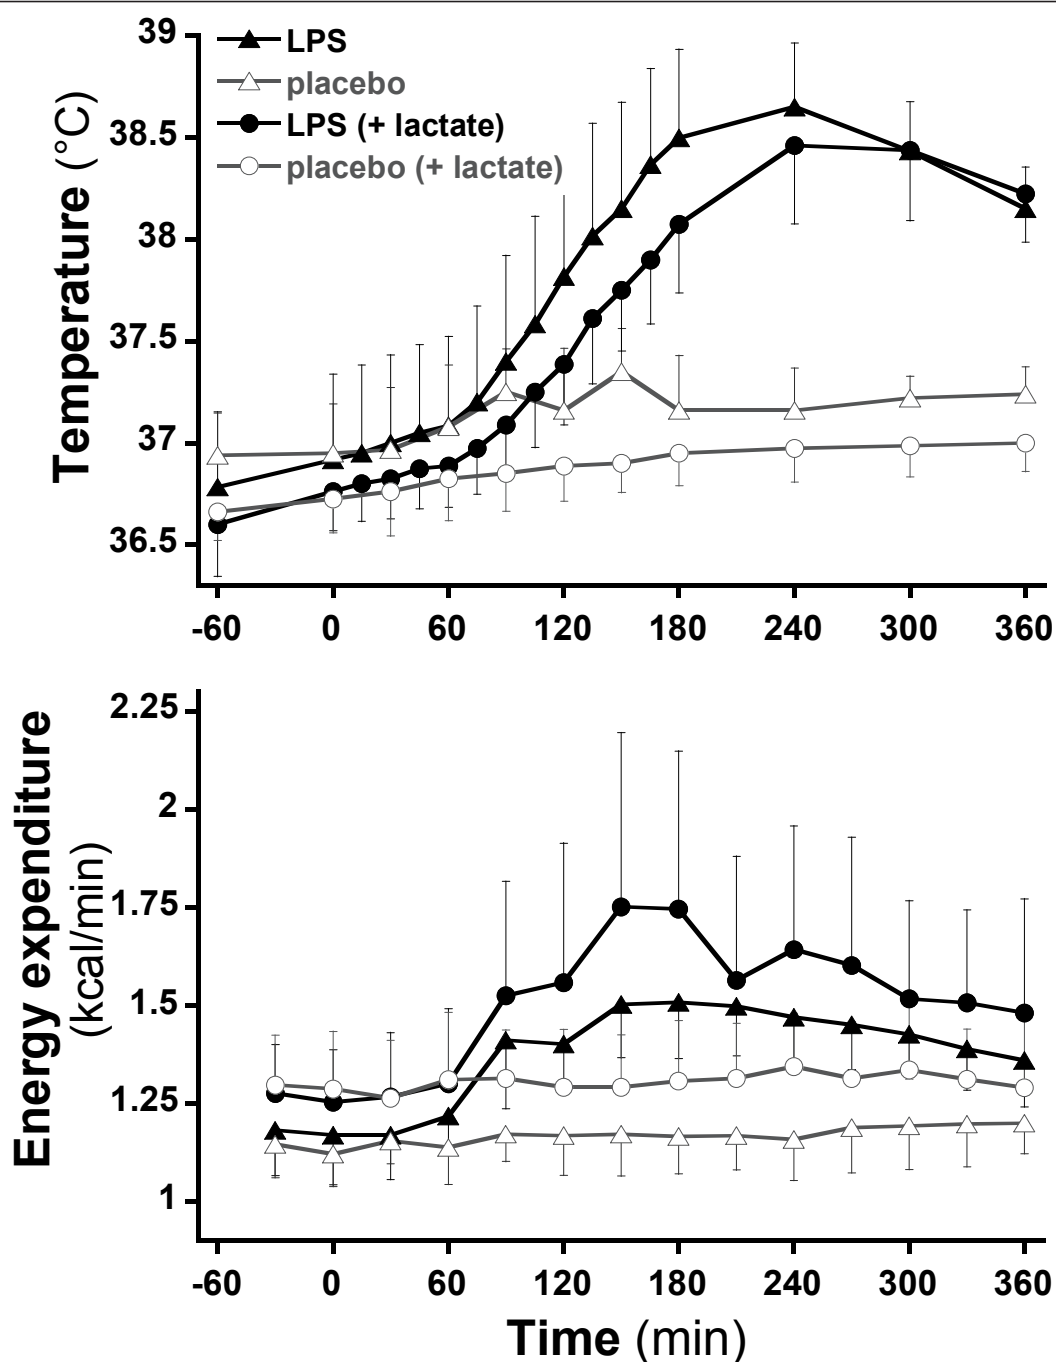 39
LPS
placebo
LPS (+ lactate)
placebo (+ lactate)
38.5
38
37.5
37
36.5
Temperature (°C)
-60 0 60 120 180 240 300 360
2.25
2
1.75
1.5
1.25
1
Energy expenditure
(kcal/min)
-60 0 60 120 180 240 300 360
Time (min)